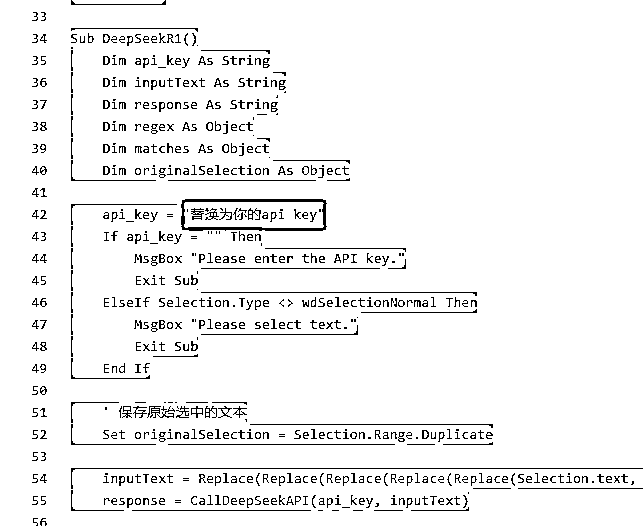 33
34 Sub DeepSeekR1()
35     Dim api_key As String
36     Dim inputText As String
37     Dim response As String
38     Dim regex As Object
39     Dim matches As Object
40     Dim originalSelection As Object
41
42     api_key = "替换为你的api key"
43     If api_key = "" Then
44         MsgBox "Please enter the API key."
45         Exit Sub
46     ElseIf Selection.Type <> wdSelectionNormal Then
47         MsgBox "Please select text."
48         Exit Sub
49     End If
50
51     ' 保存原始选中的文本
52     Set originalSelection = Selection.Range.Duplicate
53
54     inputText = Replace(Replace(Replace(Replace(Replace(Selection.text,
55     response = CallDeepSeekAPI(api_key, inputText)
56